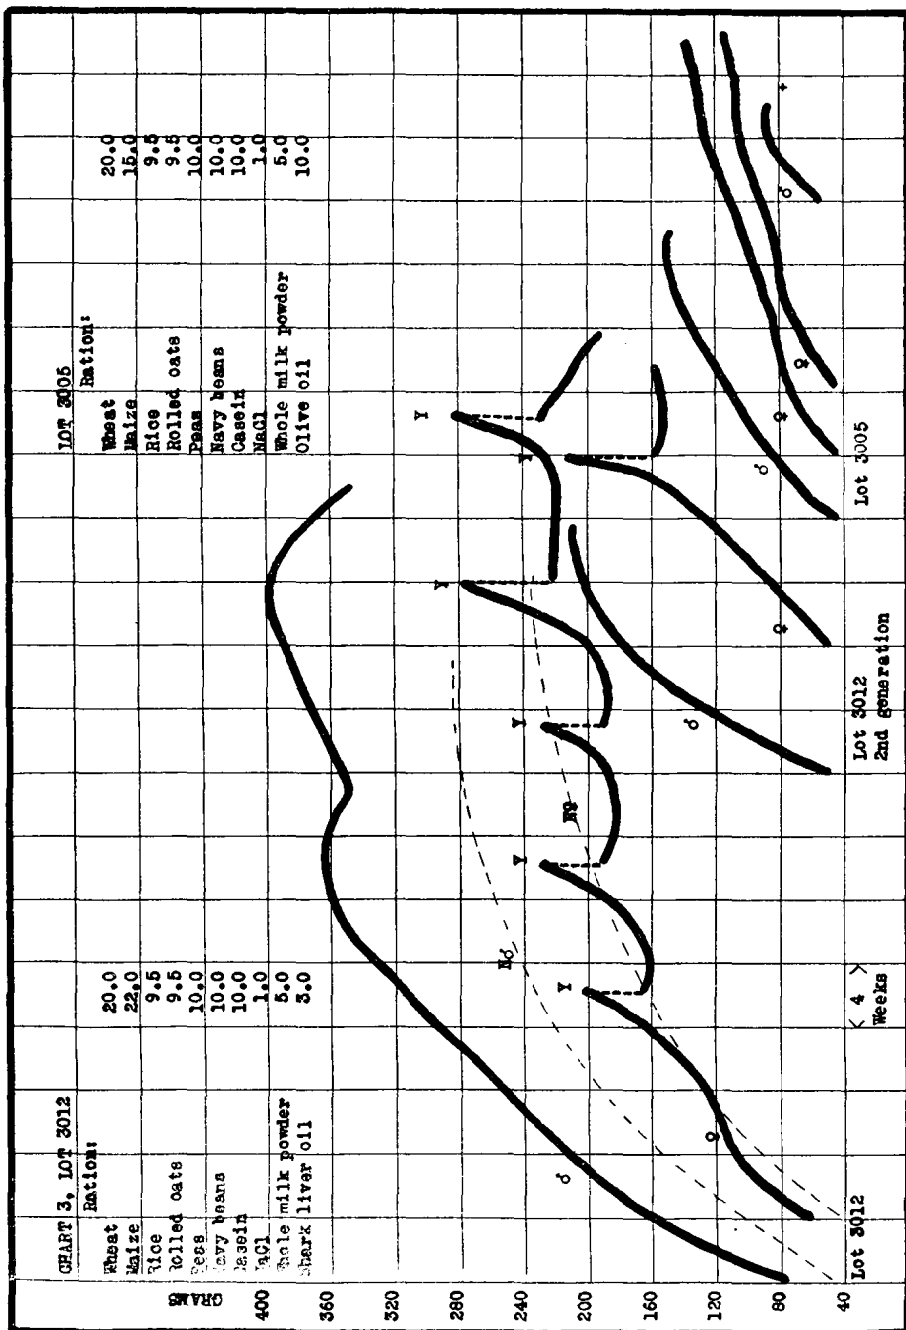 CHART 3, LOT 3012
Ration:
Wheat 20.0
Maize 22.0
Rice 9.5
Rolled oats 9.5
Peas 10.0
Navy beans 10.0
Casein 10.0
NaCl 1.0
Whole milk powder 5.0
Shark liver oil 3.0
LOT 3005
Ration:
Wheat 20.0
Maize 15.0
Rice 9.5
Rolled oats 9.5
Peas 10.0
Navy beans 10.0
Casein 10.0
NaCl 1.0
Whole milk powder 5.0
Olive oil 10.0
GRAMS
400
360
320
280
240
200
160
120
80
40
♂
♀
N♂
N♀
Y
Y
Y
Y
Y
Y
♂
♀
♂
♀
♀
♂
+
Lot 3012
< 4 >
Weeks
Lot 3012
2nd generation
Lot 3005